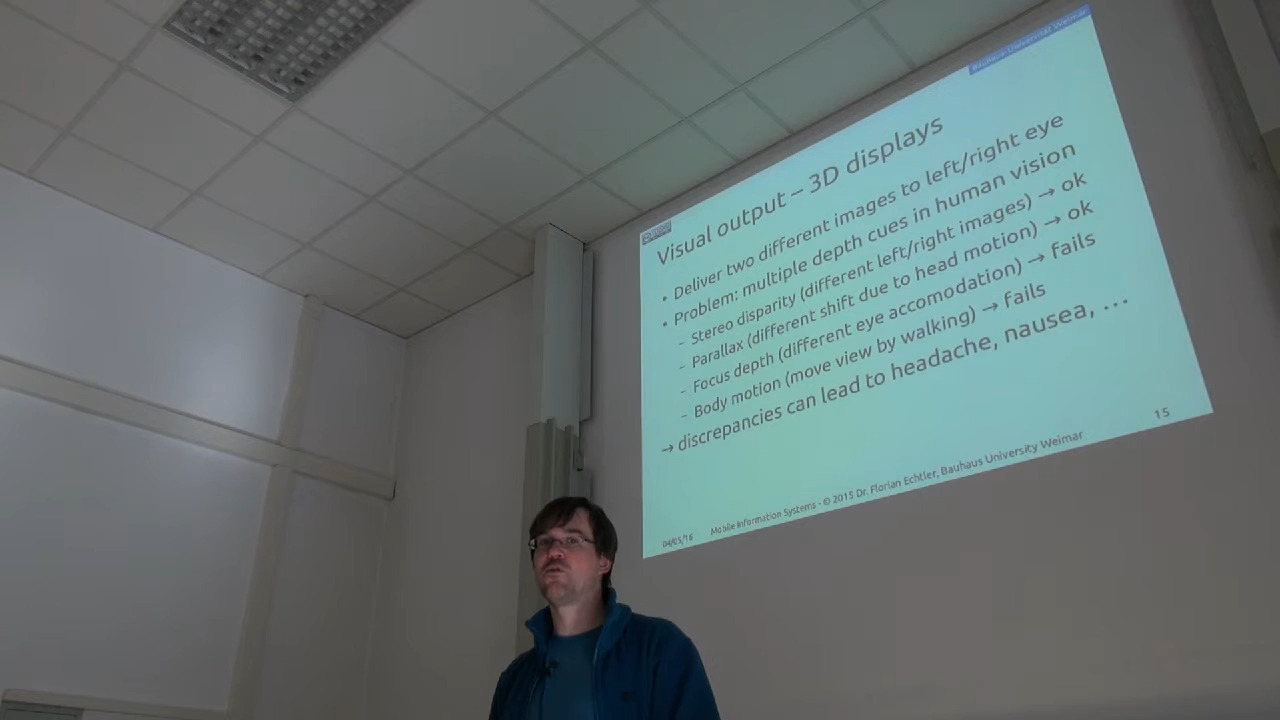 Bauhaus-Universität Weimar
Visual output – 3D displays
• Deliver two different images to left/right eye
• Problem: multiple depth cues in human vision
– Stereo disparity (different left/right images) → ok
– Parallax (different shift due to head motion) → ok
– Focus depth (different eye accomodation) → fails
– Body motion (move view by walking) → fails
→ discrepancies can lead to headache, nausea, …
04/05/16
Mobile Information Systems - © 2015 Dr. Florian Echtler, Bauhaus University Weimar
15